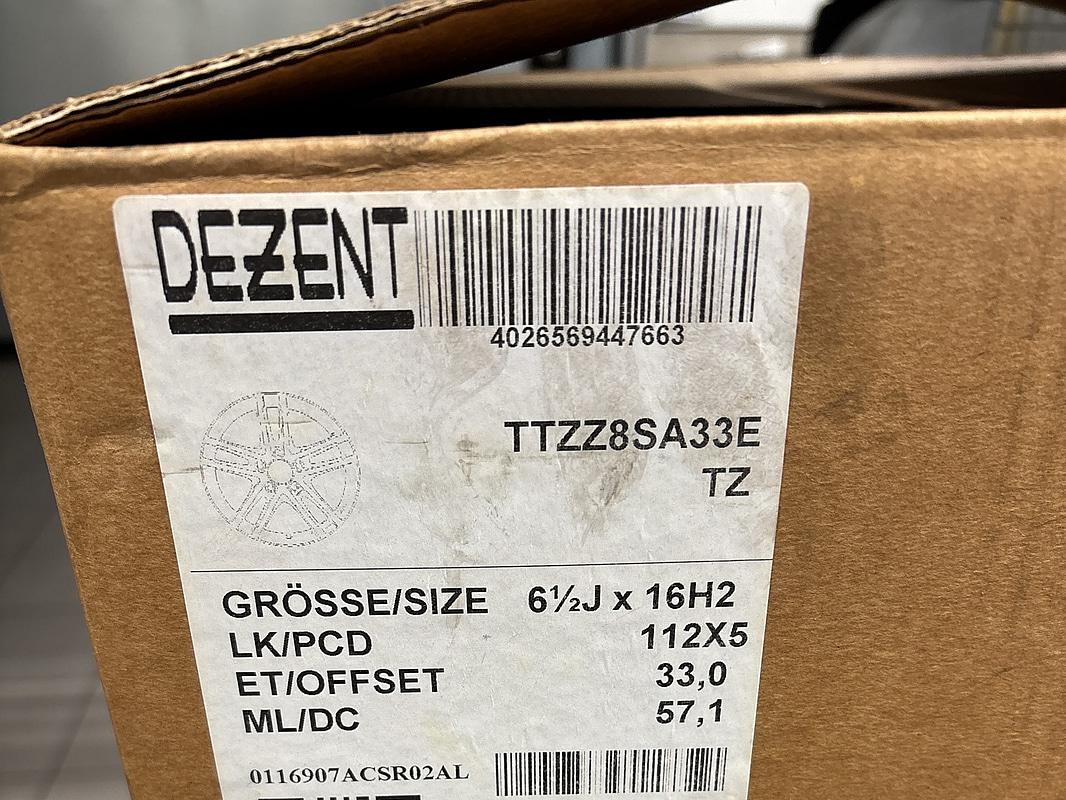 DEZENT
4026569447663
TTZZ8SA33E
TZ
GRÖSSE/SIZE 6½J x 16H2
LK/PCD 112X5
ET/OFFSET 33,0
ML/DC 57,1
0116907ACSR02AL